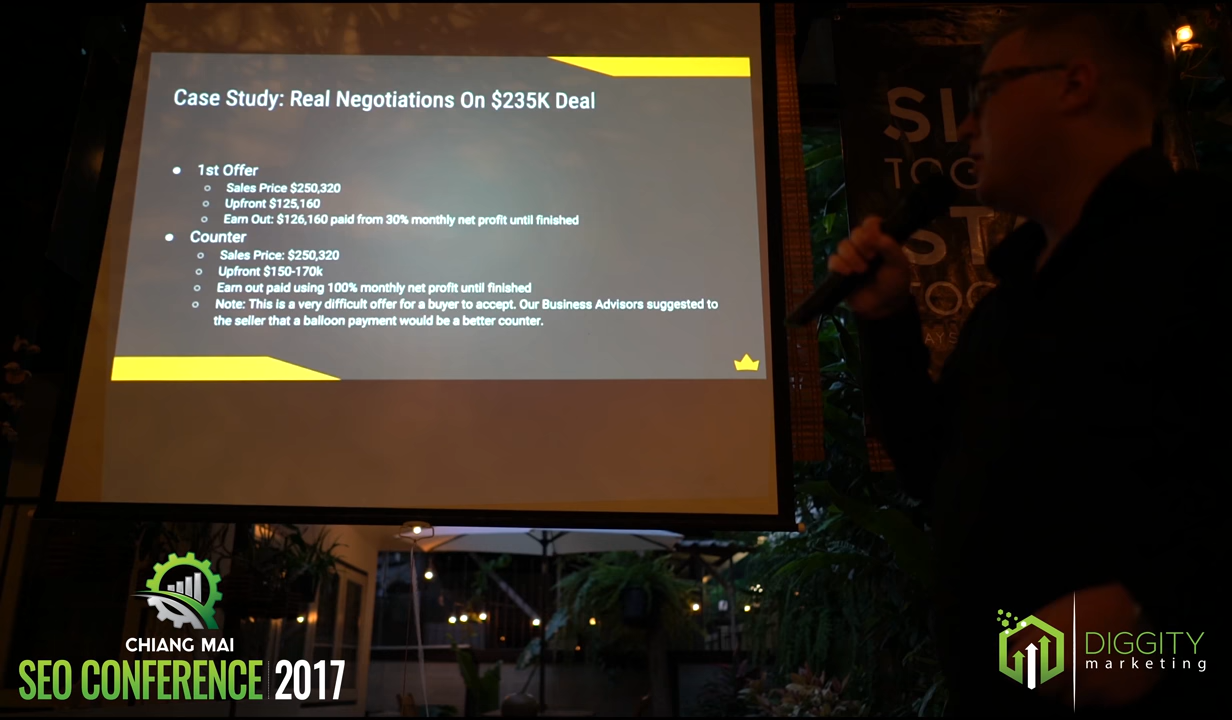 Case Study: Real Negotiations On $235K Deal
1st Offer
Sales Price $250,320
Upfront $125,160
Earn Out: $126,160 paid from 30% monthly net profit until finished
Counter
Sales Price: $250,320
Upfront $150-170k
Earn out paid using 100% monthly net profit until finished
Note: This is a very difficult offer for a buyer to accept. Our Business Advisors suggested to
the seller that a balloon payment would be a better counter.
CHIANG MAI
SEO CONFERENCE 2017
DIGGITY
marketing